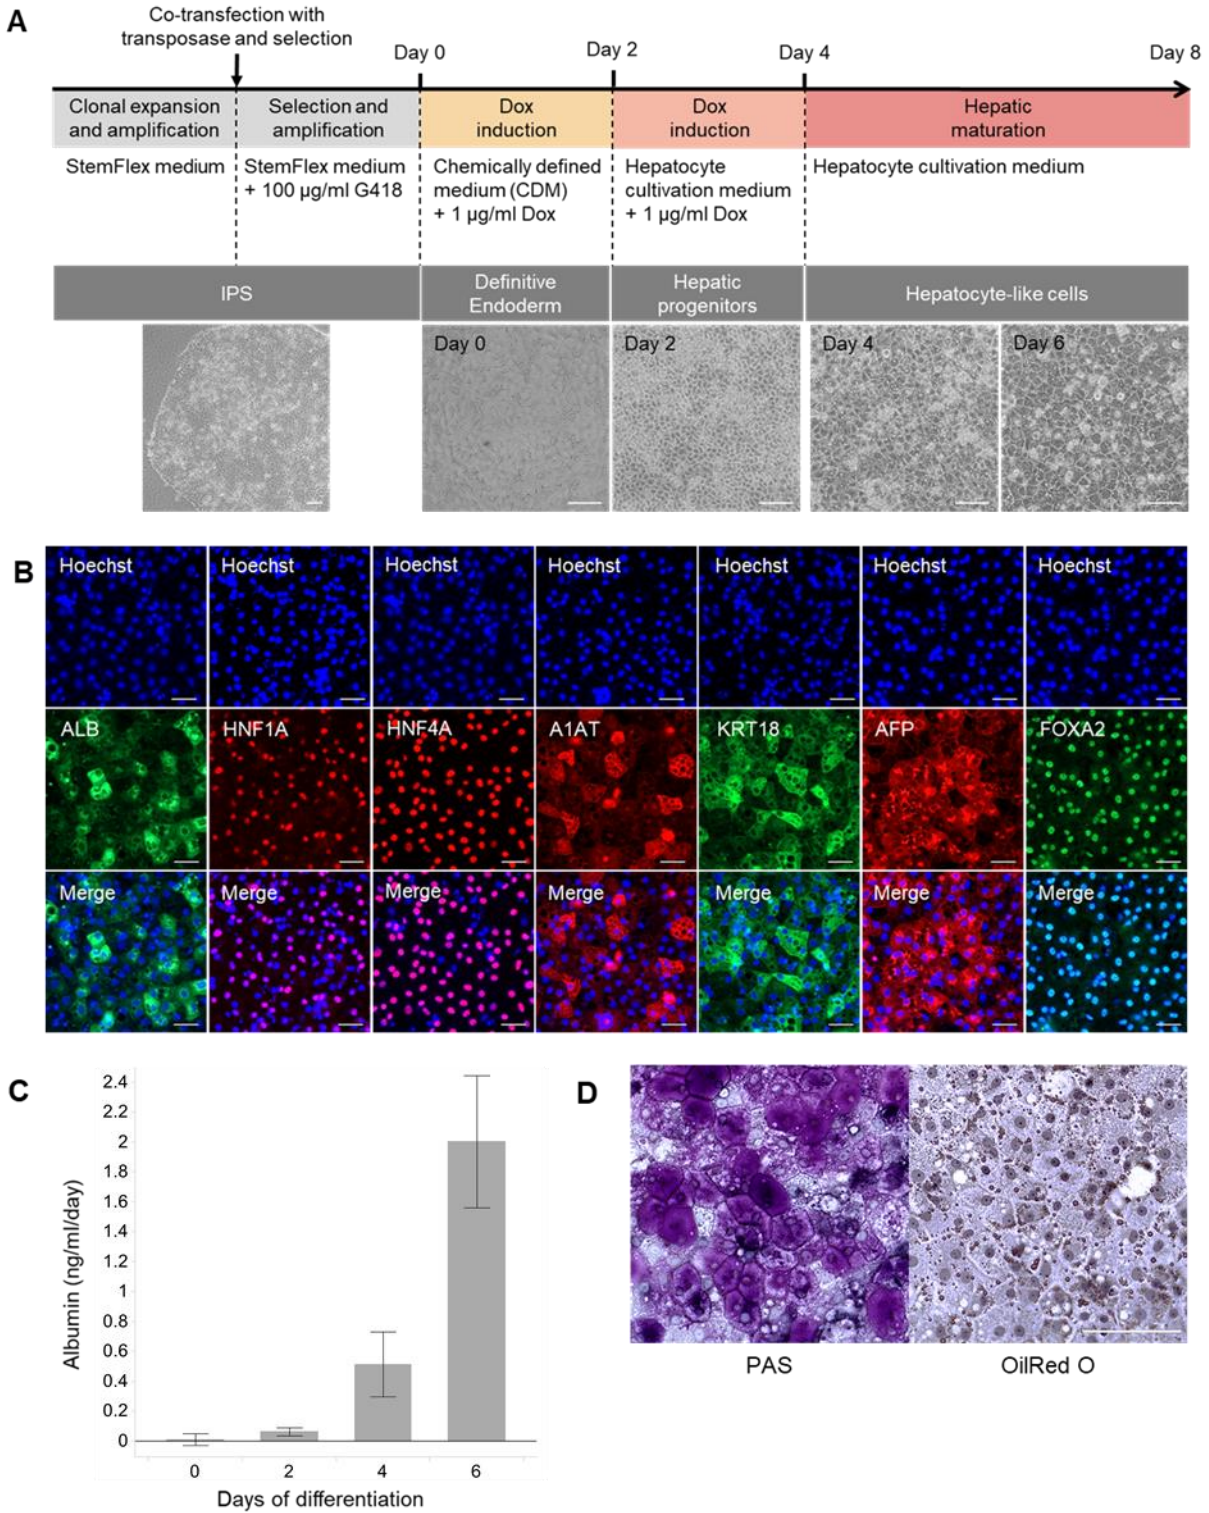 A
Co-transfection with
transposase and selection
Day 0
Day 2
Day 4
Day 8
Clonal expansion
and amplification
Selection and
amplification
Dox
induction
Dox
induction
Hepatic
maturation
StemFlex medium
StemFlex medium
+ 100 µg/ml G418
Chemically defined
medium (CDM)
+ 1 µg/ml Dox
Hepatocyte
cultivation medium
+ 1 µg/ml Dox
Hepatocyte cultivation medium
IPS
Definitive
Endoderm
Hepatic
progenitors
Hepatocyte-like cells
Day 0
Day 2
Day 4
Day 6
B
Hoechst Hoechst Hoechst Hoechst Hoechst Hoechst Hoechst
ALB HNF1A HNF4A A1AT KRT18 AFP FOXA2
Merge Merge Merge Merge Merge Merge Merge
C
Albumin (ng/ml/day)
2.4
2.2
2
1.8
1.6
1.4
1.2
1
0.8
0.6
0.4
0.2
0
0 2 4 6
Days of differentiation
D
PAS
OilRed O